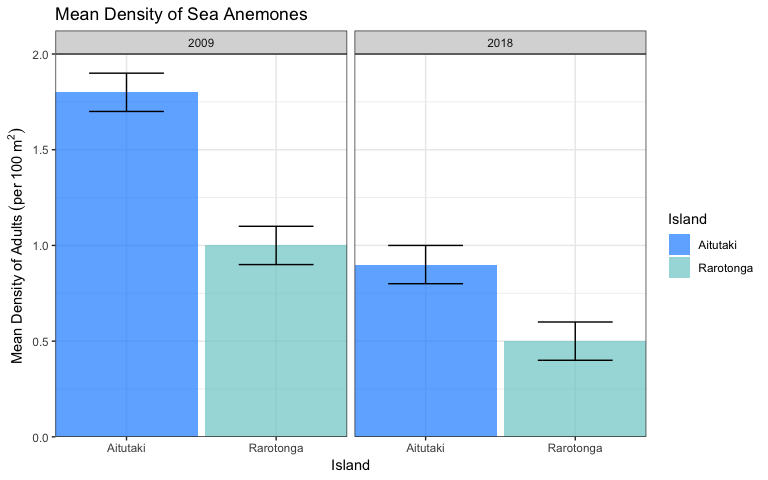 Mean Density of Sea Anemones
2009
2018
Mean Density of Adults (per 100 m²)
2.0
1.5
1.0
0.5
0.0
Aitutaki
Rarotonga
Aitutaki
Rarotonga
Island
Island
Aitutaki
Rarotonga